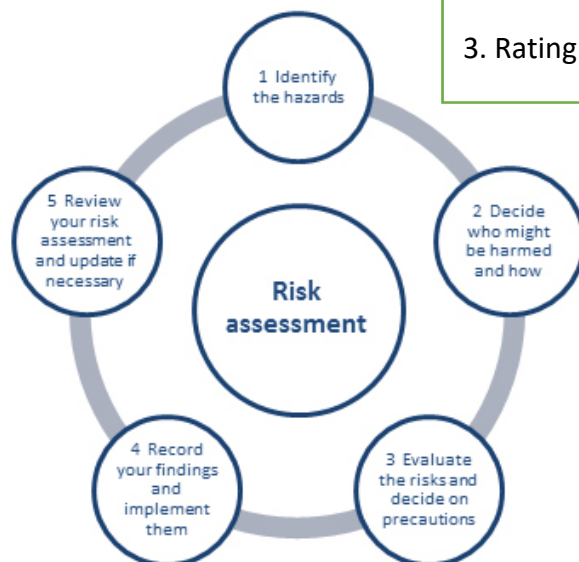 3. Rating
1 Identify
the hazards
2 Decide
who might
be harmed
and how
3 Evaluate
the risks and
decide on
precautions
4 Record
your findings
and
implement
them
5 Review
your risk
assessment
and update if
necessary
Risk
assessment